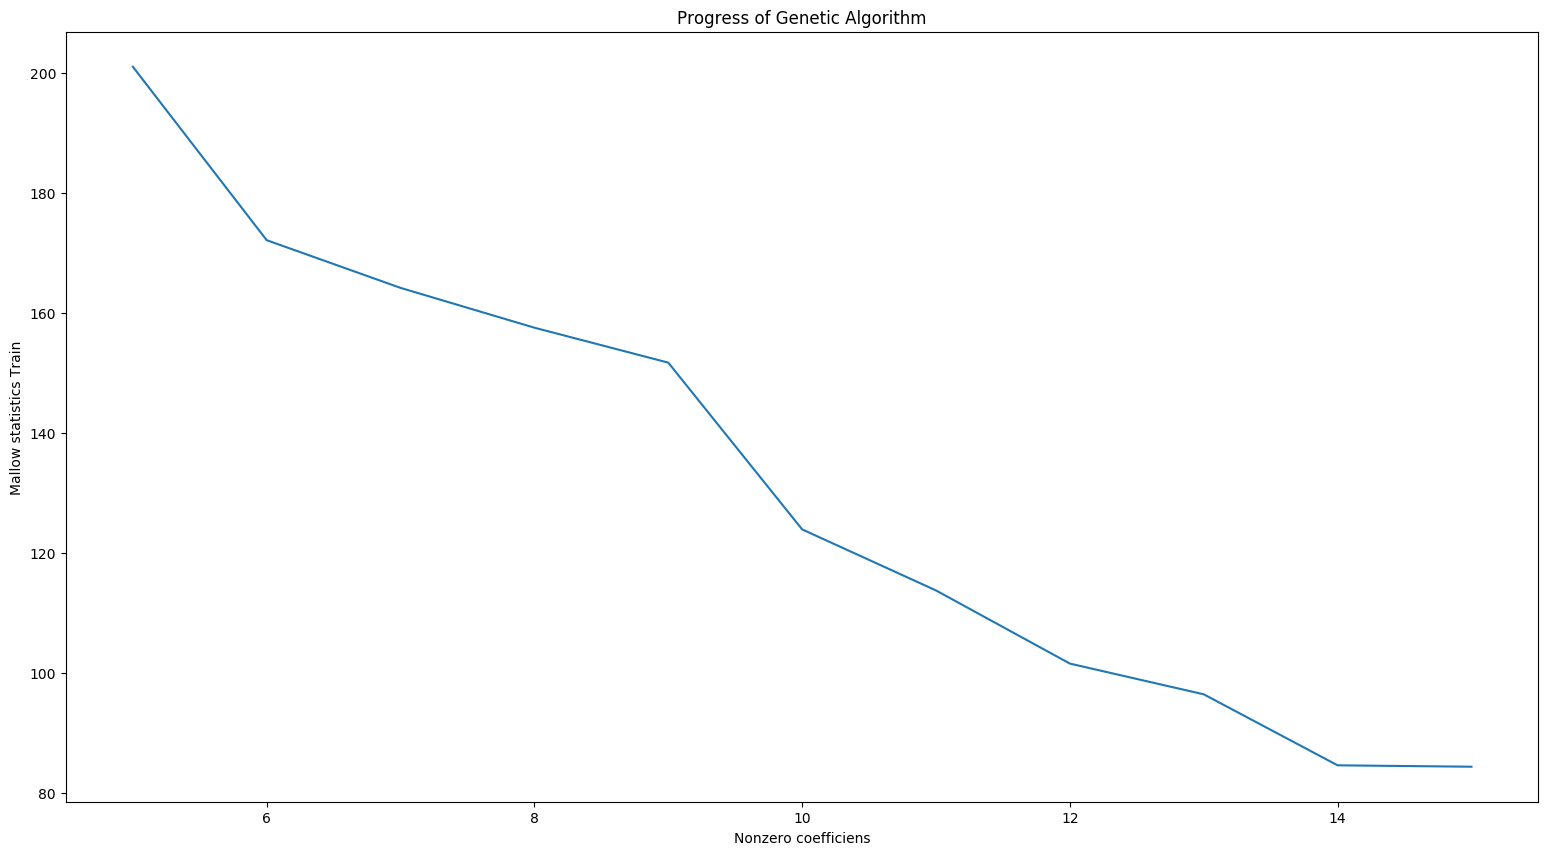 Progress of Genetic Algorithm
200
180
160
140
120
100
80
Mallow statistics Train
6 8 10 12 14
Nonzero coefficiens